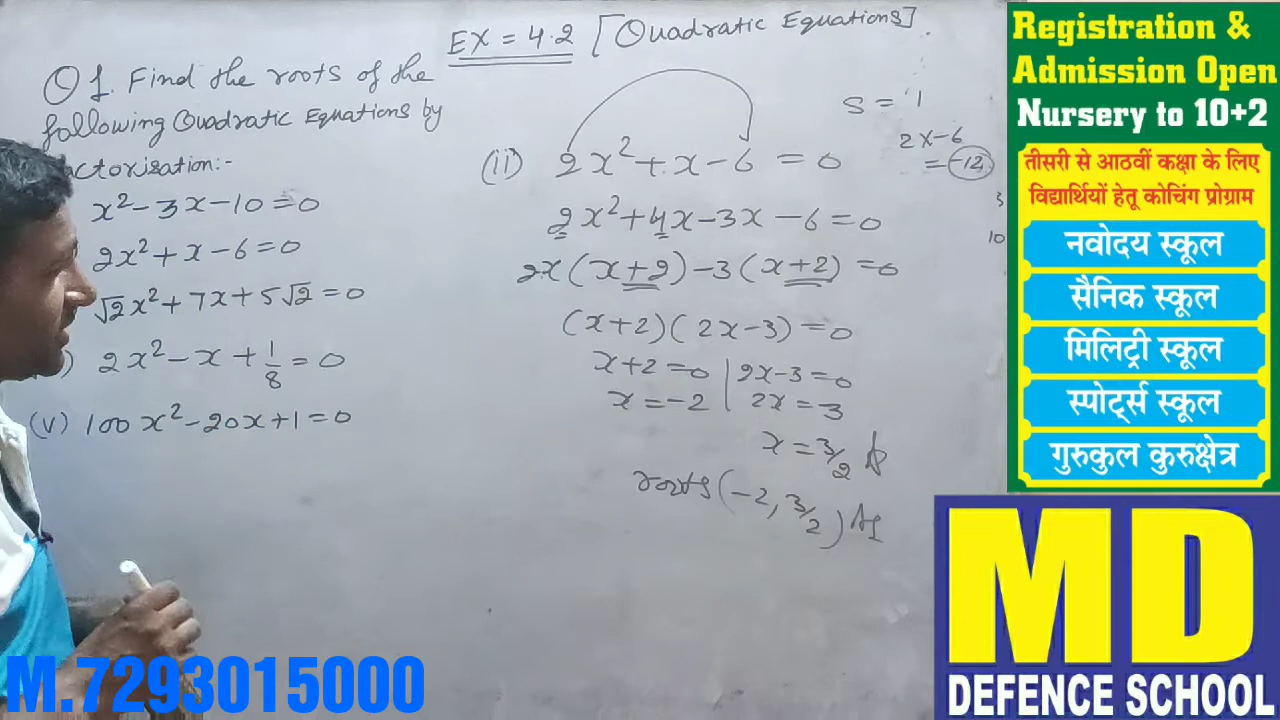 EX = 4.2 [Quadratic Equations].
Q 1. Find the roots of the
following Quadratic Equations by
actorisation:-
x² - 3x - 10 = 0
2x² + x - 6 = 0
√2x² + 7x + 5√2 = 0
) 2x² - x + 1/8 = 0
(v) 100x² - 20x + 1 = 0
S = 1
2x-6
= -12
(ii) 2x² + x - 6 = 0
2x² + 4x - 3x - 6 = 0
2x(x+2) - 3(x+2) = 0
(x+2)(2x-3) = 0
x+2=0 | 2x-3=0
x=-2 | 2x=3
x = 3/2
roots(-2, 3/2)
3
10
Registration &
Admission Open
Nursery to 10+2
तीसरी से आठवीं कक्षा के लिए
विद्यार्थियों हेतू कोचिंग प्रोग्राम
नवोदय स्कूल
सैनिक स्कूल
मिलिट्री स्कूल
स्पोर्ट्स स्कूल
गुरुकुल कुरुक्षेत्र
MD
DEFENCE SCHOOL
M.7293015000